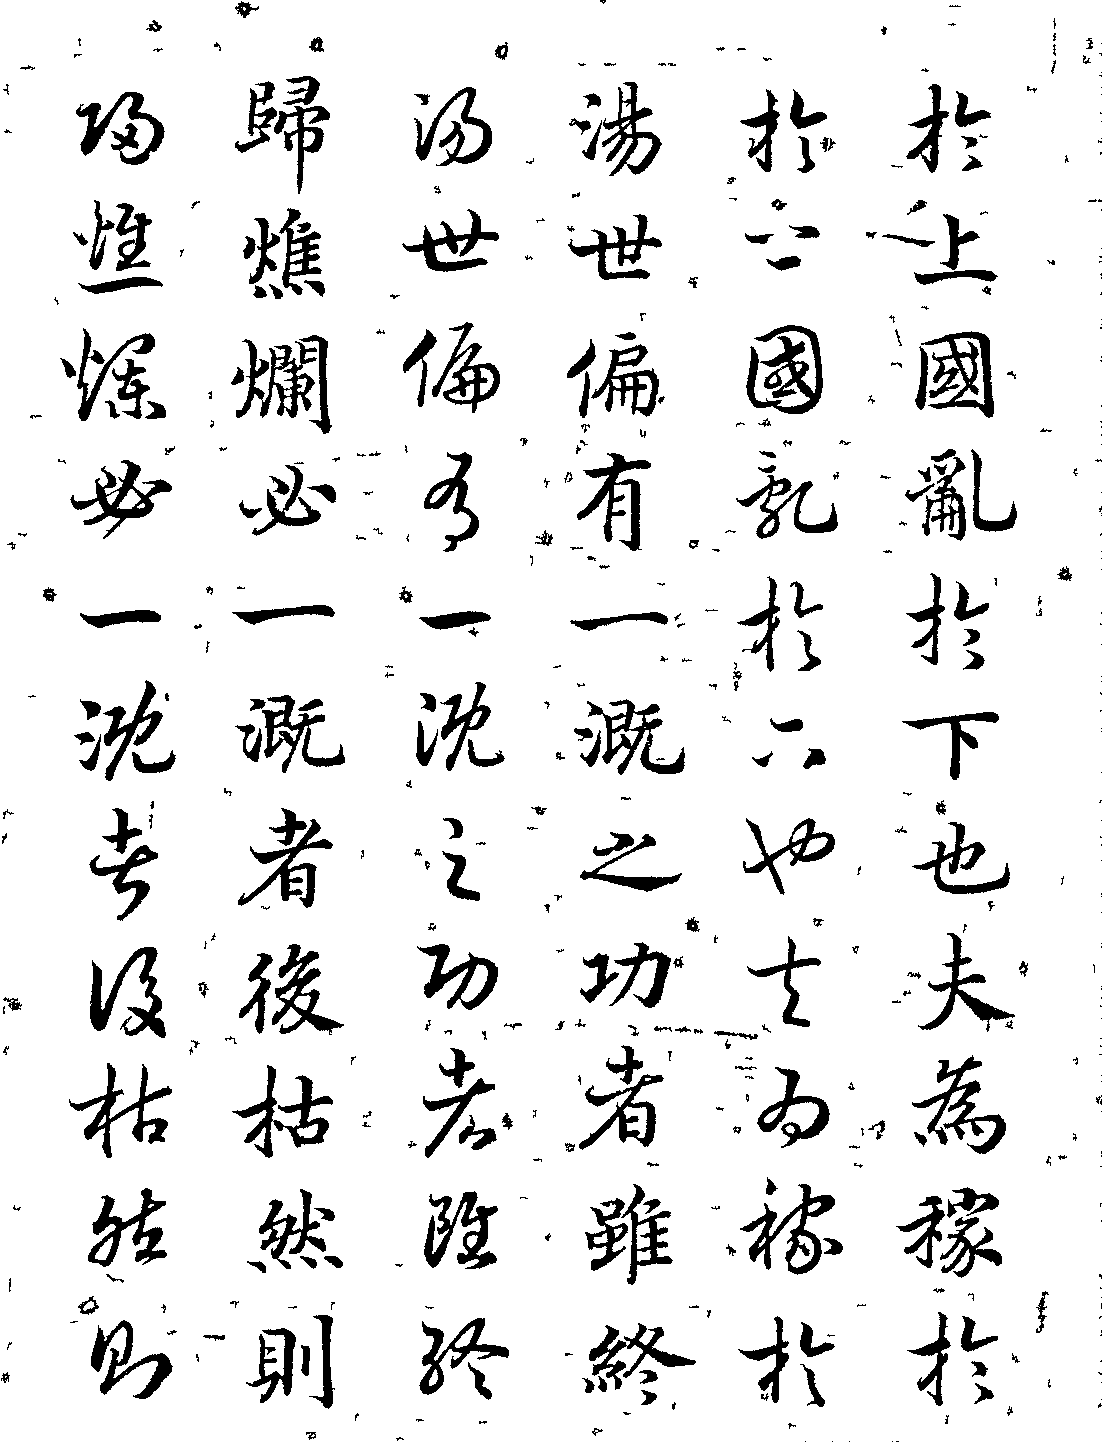 於上國亂於下也夫為稼於
於上國亂於下也夫為稼於
湯世偏有一溉之功者雖終
湯世偏有一溉之功者雖終
歸燋爛必一溉者後枯然則
歸燋爛必一溉者後枯然則